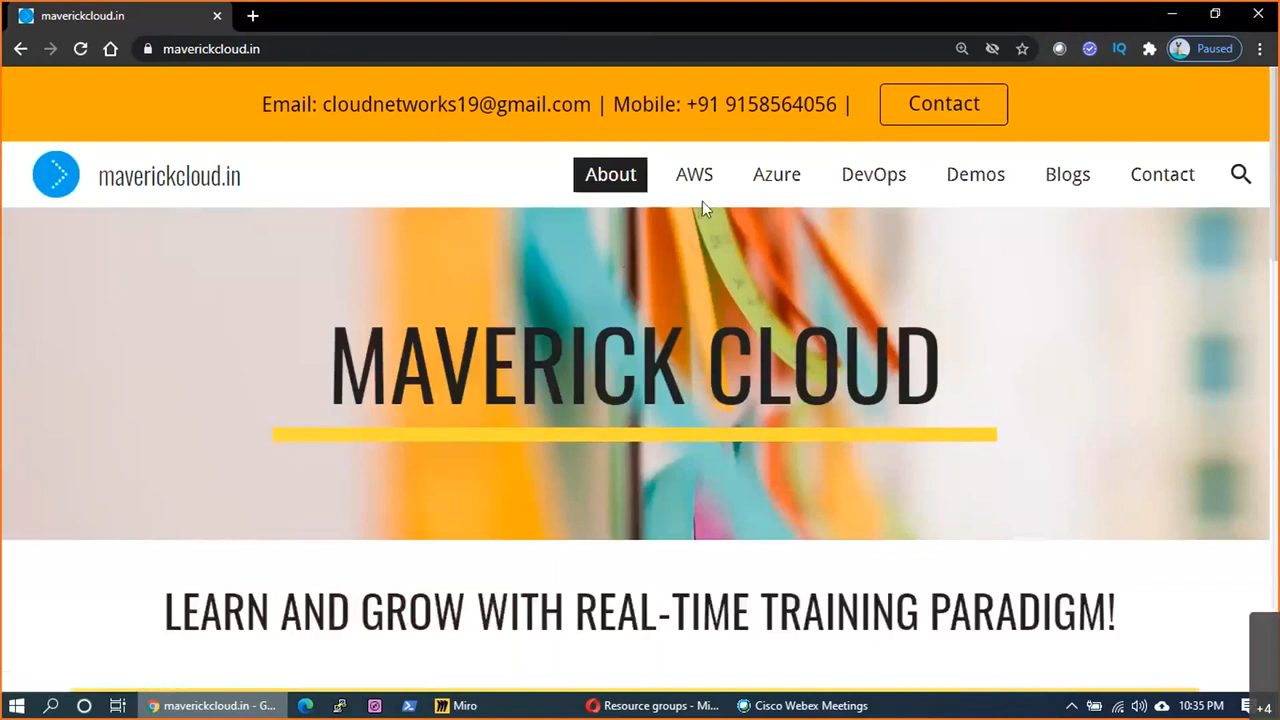 maverickcloud.in
maverickcloud.in
IQ
Paused
Email: cloudnetworks19@gmail.com | Mobile: +91 9158564056 |
Contact
maverickcloud.in
About
AWS
Azure
DevOps
Demos
Blogs
Contact
MAVERICK CLOUD
LEARN AND GROW WITH REAL-TIME TRAINING PARADIGM!
maverickcloud.in - G...
Miro
Resource groups - Mi...
Cisco Webex Meetings
10:35 PM
+4